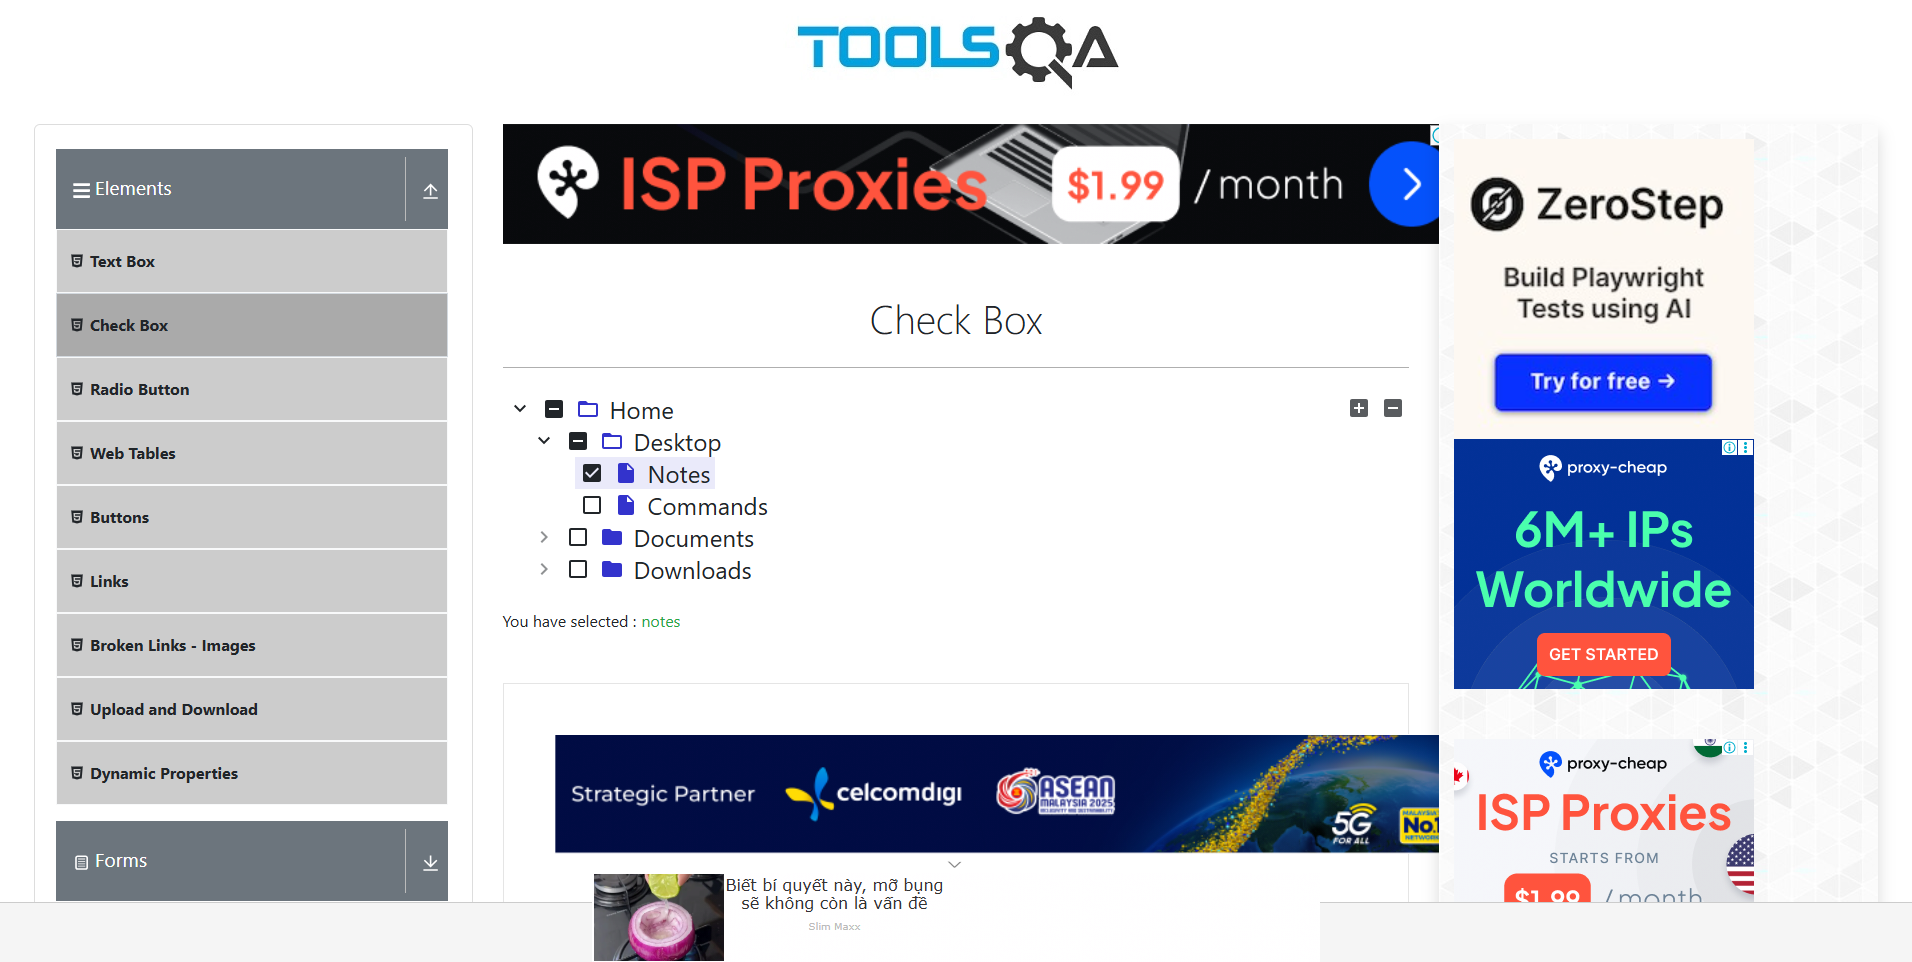 TOOLSQA
Elements
Text Box
Check Box
Radio Button
Web Tables
Buttons
Links
Broken Links - Images
Upload and Download
Dynamic Properties
Forms
ISP Proxies $1.99 / month
Check Box
Home
Desktop
Notes
Commands
Documents
Downloads
You have selected : notes
Strategic Partner celcomdigi ASEAN
MALAYSIA 2025
5G
FOR ALL
MALAYSIA'S
No.1
NETWORK
Biết bí quyết này, mỡ bụng
sẽ không còn là vấn đề
Slim Maxx
ZeroStep
Build Playwright
Tests using AI
Try for free →
proxy-cheap
6M+ IPs
Worldwide
GET STARTED
proxy-cheap
ISP Proxies
STARTS FROM
$1.99 /month